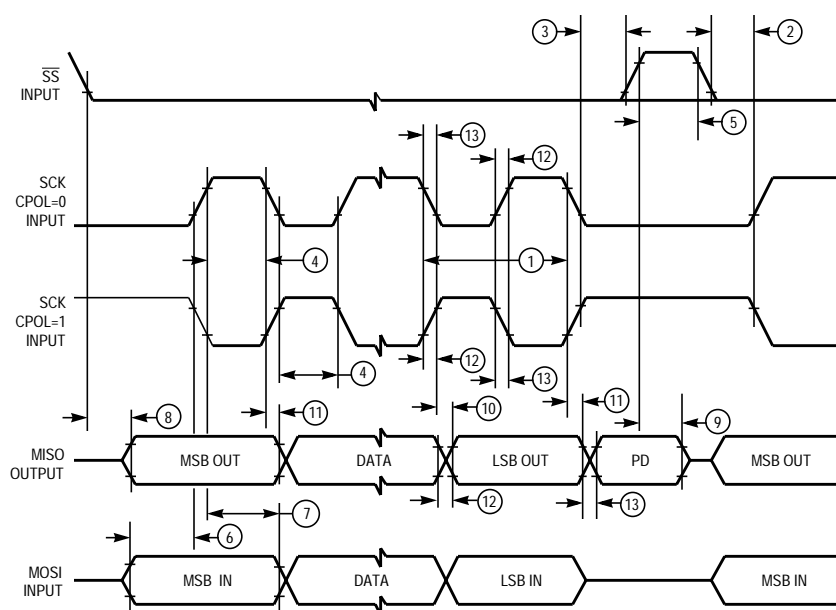 3
2
S̅S̅
INPUT
5
13
12
SCK
CPOL=0
INPUT
4
1
SCK
CPOL=1
INPUT
12
13
4
8
11
10
11
9
MISO
OUTPUT
MSB OUT
DATA
LSB OUT
PD
MSB OUT
12
13
7
6
MOSI
INPUT
MSB IN
DATA
LSB IN
MSB IN